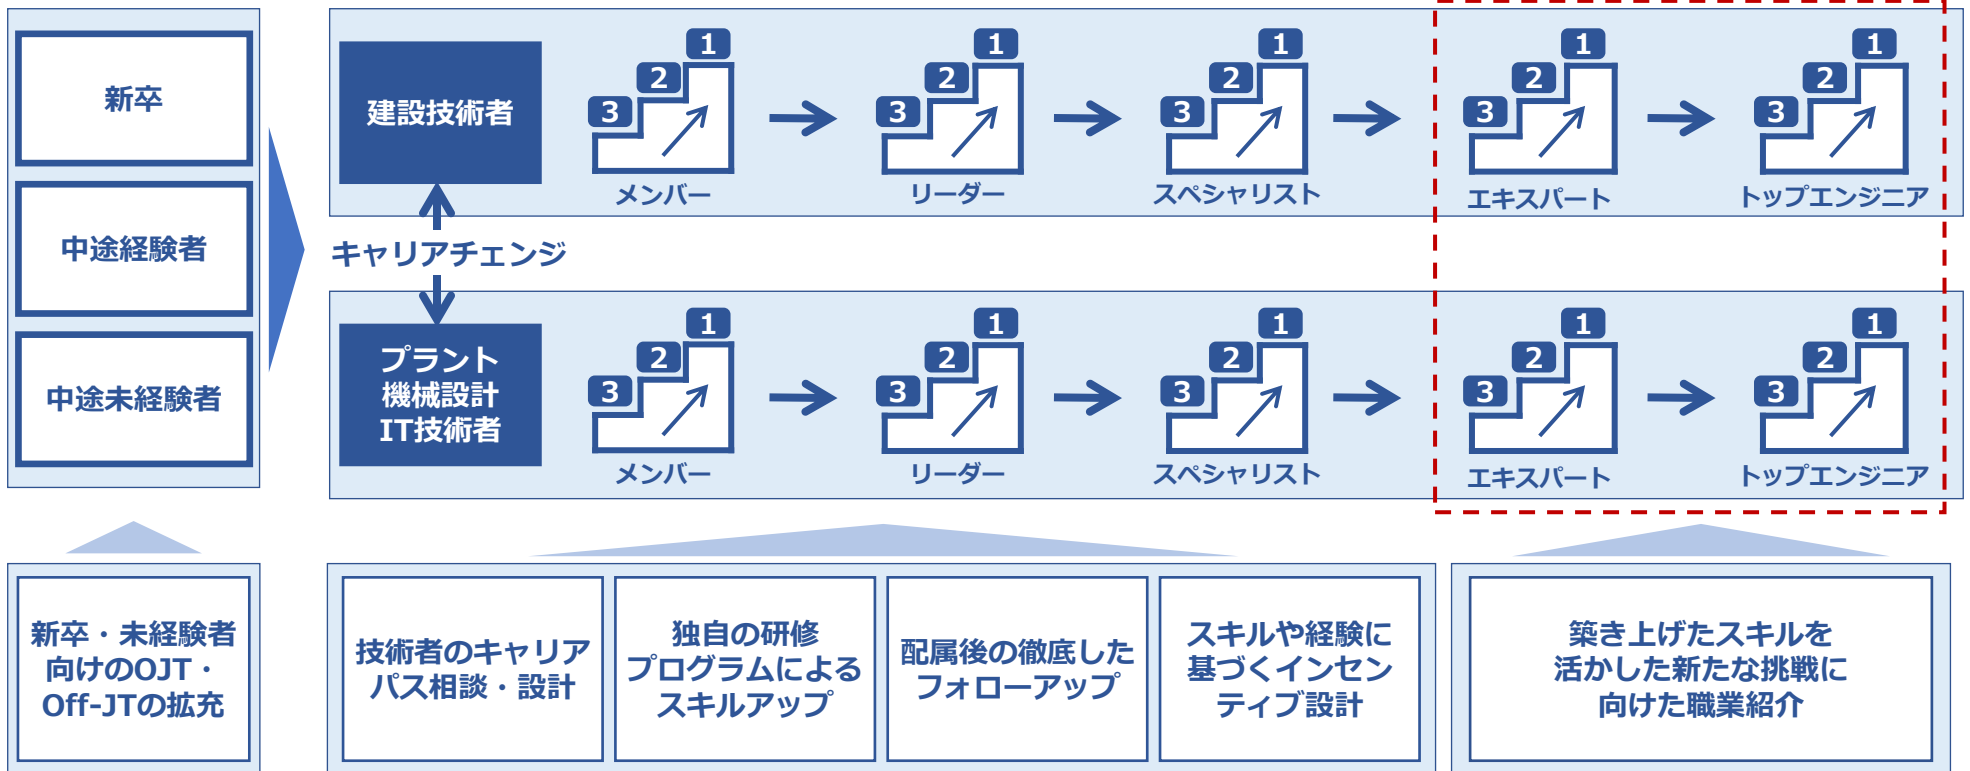 新卒
中途経験者
中途未経験者
建設技術者
3
2
1
メンバー
3
2
1
リーダー
3
2
1
スペシャリスト
3
2
1
エキスパート
3
2
1
トップエンジニア
キャリアチェンジ
プラント
機械設計
IT技術者
3
2
1
メンバー
3
2
1
リーダー
3
2
1
スペシャリスト
3
2
1
エキスパート
3
2
1
トップエンジニア
新卒・未経験者
向けのOJT・
Off-JTの拡充
技術者のキャリア
パス相談・設計
独自の研修
プログラムによる
スキルアップ
配属後の徹底した
フォローアップ
スキルや経験に
基づくインセン
ティブ設計
築き上げたスキルを
活かした新たな挑戦に
向けた職業紹介